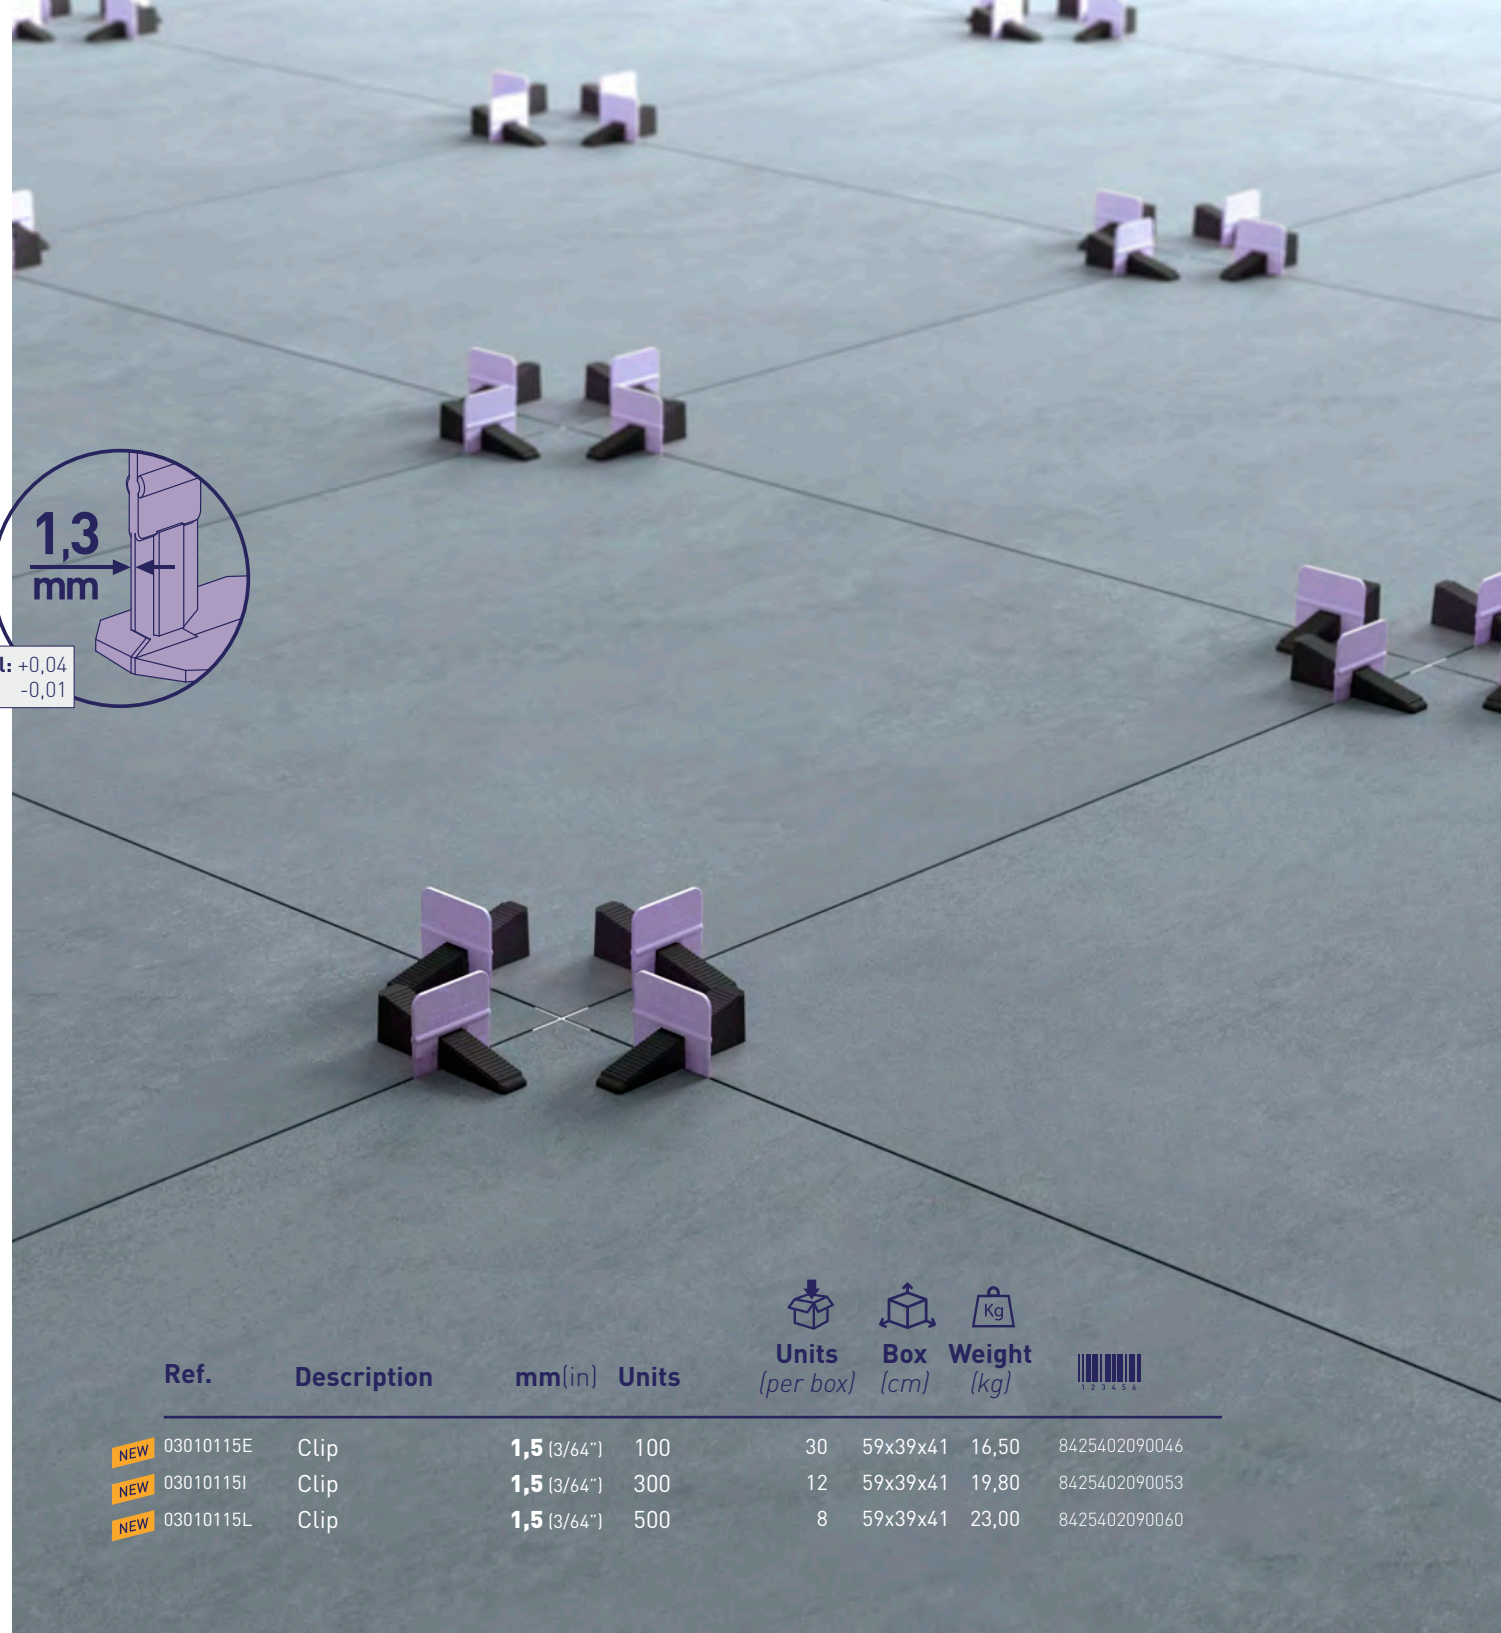 1,3
mm
l: +0,04
-0,01
Kg
Units Box Weight
Ref. Description mm(in) Units (per box) (cm) (kg)
123456
NEW 03010115E Clip 1,5 (3/64") 100 30 59x39x41 16,50 8425402090046
NEW 03010115I Clip 1,5 (3/64") 300 12 59x39x41 19,80 8425402090053
NEW 03010115L Clip 1,5 (3/64") 500 8 59x39x41 23,00 8425402090060